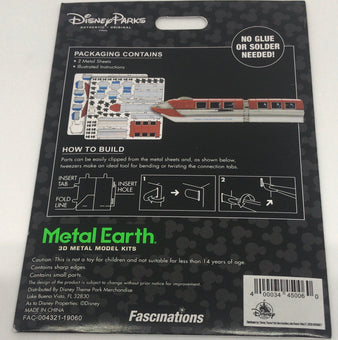 Disney PARKS
AUTHENTIC ORIGINAL
NO GLUE
OR SOLDER
NEEDED!
PACKAGING CONTAINS
• 2 Metal Sheets
• Illustrated Instructions
HOW TO BUILD
Parts can be easily clipped from the metal sheets and, as shown below,
tweezers make an ideal tool for bending or twisting the connection tabs.
INSERT
TAB
INSERT
HOLE
FOLD
LINE
1
2
Metal Earth
3D METAL MODEL KITS
Caution: This is not a toy for children and not suitable for less than 14 years of age.
Contains sharp edges.
Contains small parts.
The design of the product is subject to change without prior notice for improvement.
Distributed By Disney Theme Park Merchandise
Lake Buena Vista, FL 32830
As to Disney Properties: ©Disney
MADE IN CHINA
FAC-004321-19060
Fascinations
4 00034 45006 0